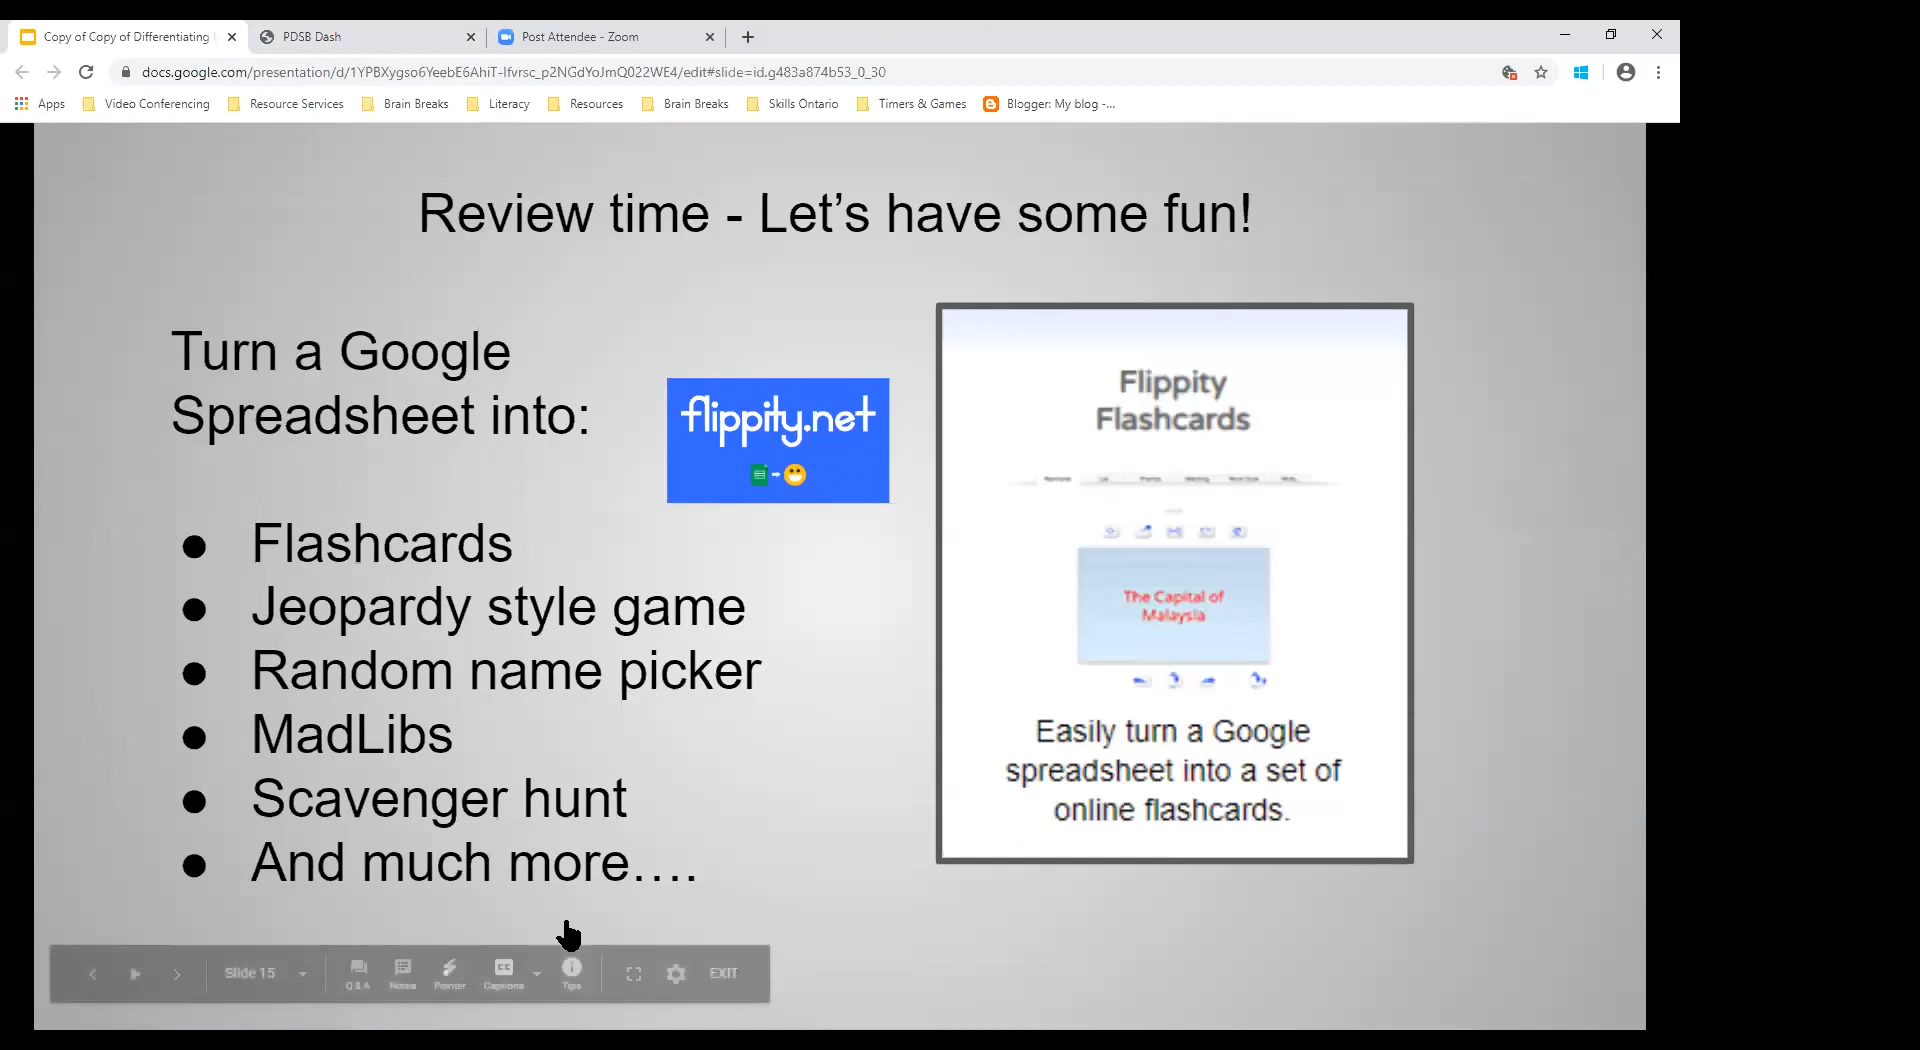 Copy of Copy of Differentiating
PDSB Dash
Post Attendee - Zoom
docs.google.com/presentation/d/1YPBXygso6YeebE6AhiT-lfvrsc_p2NGdYoJmQ022WE4/edit#slide=id.g483a874b53_0_30
Apps Video Conferencing Resource Services Brain Breaks Literacy Resources Brain Breaks Skills Ontario Timers & Games Blogger: My blog -...
Review time - Let's have some fun!
Turn a Google
Spreadsheet into:
flippity.net
● Flashcards
● Jeopardy style game
● Random name picker
● MadLibs
● Scavenger hunt
● And much more....
Flippity
Flashcards
The Capital of
Malaysia
Easily turn a Google
spreadsheet into a set of
online flashcards.
Slide 15 Q & A Notes Pointer Captions Tips EXIT